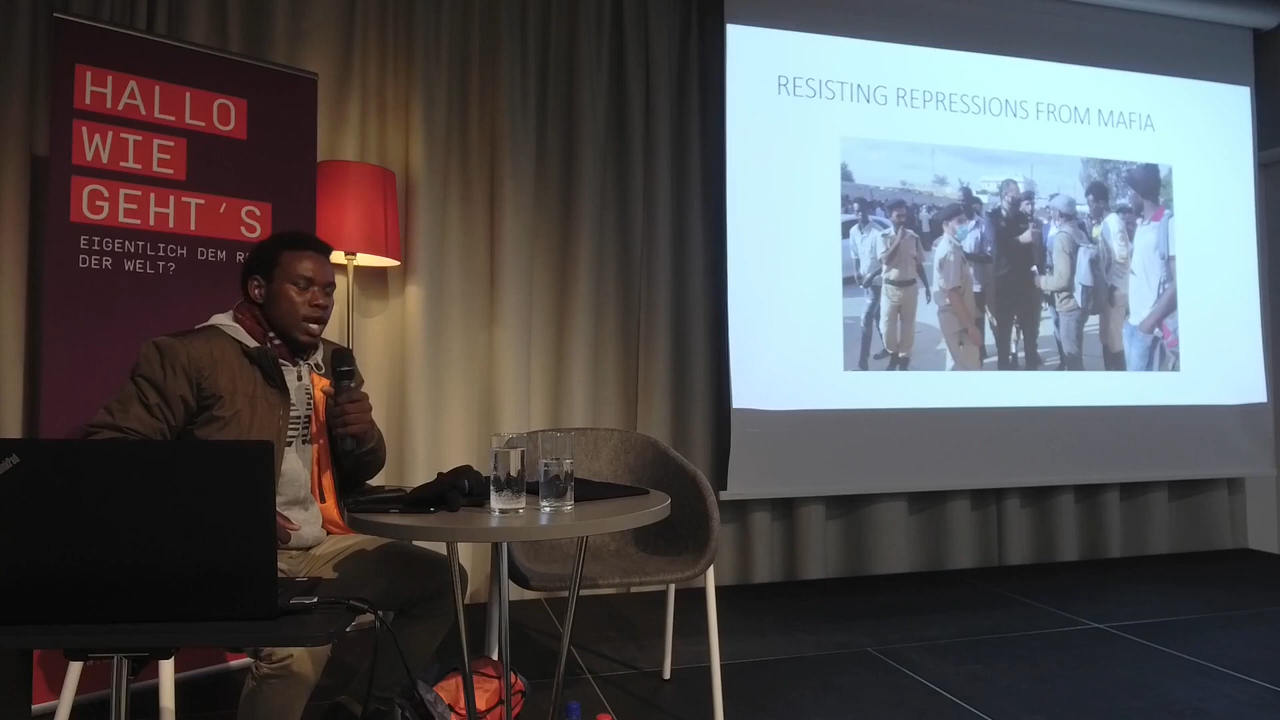 HALLO
WIE
GEHT'S
EIGENTLICH DEM
DER WELT?
RESISTING REPRESSIONS FROM MAFIA